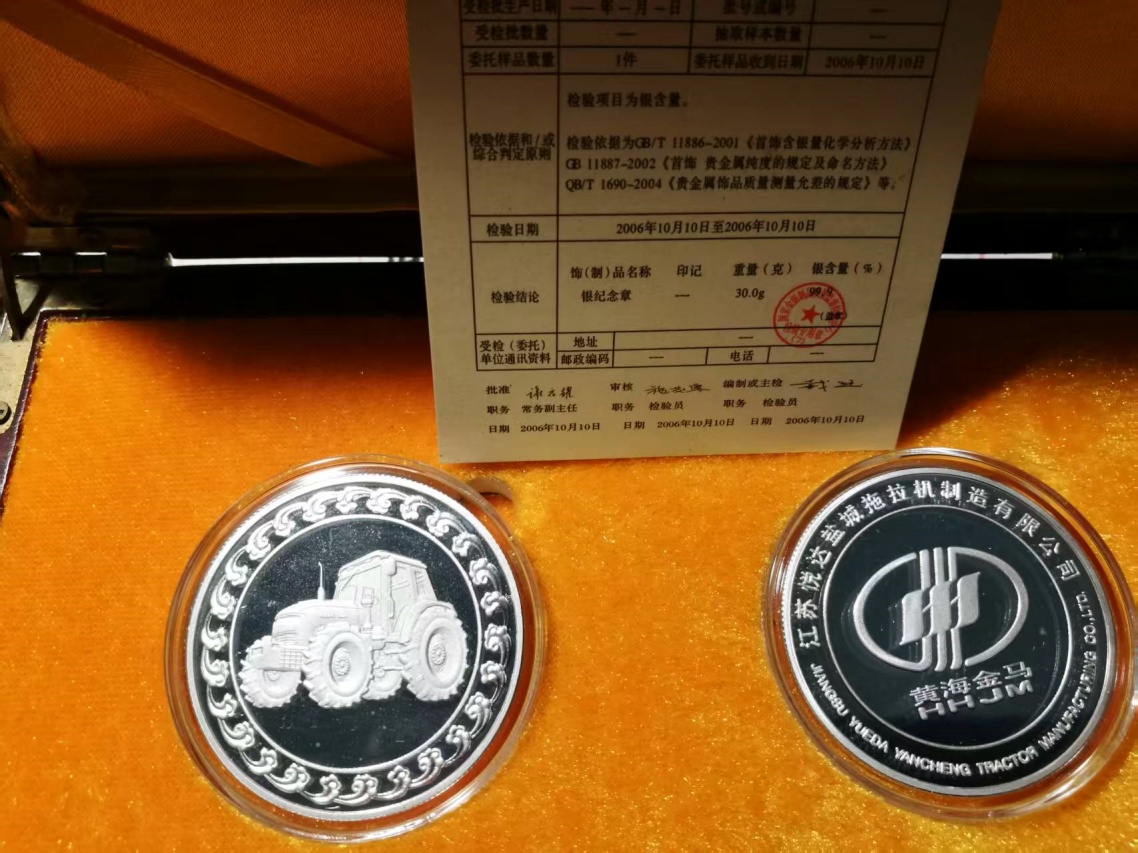 受检批生产日期 — 年 — 月 — 日 批号或编号 —
受检批数量 — 抽取样本数量 —
委托样品数量 1件 委托样品收到日期 2006年10月10日
检验项目为银含量。
检验依据和/或
综合判定原则
检验依据为GB/T 11886-2001《首饰含银量化学分析方法》
GB 11887-2002《首饰 贵金属纯度的规定及命名方法》
QB/T 1690-2004《贵金属饰品质量测量允差的规定》等。
检验日期 2006年10月10日至2006年10月10日
饰(制)品名称 印记 重量(克) 银含量(%)
检验结论 银纪念章 — 30.0g 99.9
受检(委托)
单位通讯资料
地址 —
邮政编码 — 电话 —
批准 审核 编制或主检
职务 常务副主任 职务 检验员 职务 检验员
日期 2006年10月10日 日期 2006年10月10日 日期 2006年10月10日
江苏悦达盐城拖拉机制造有限公司
黄海金马
HHJM
JIANGSU YUEDA YANCHENG TRACTOR MANUFACTURING CO.,LTD.